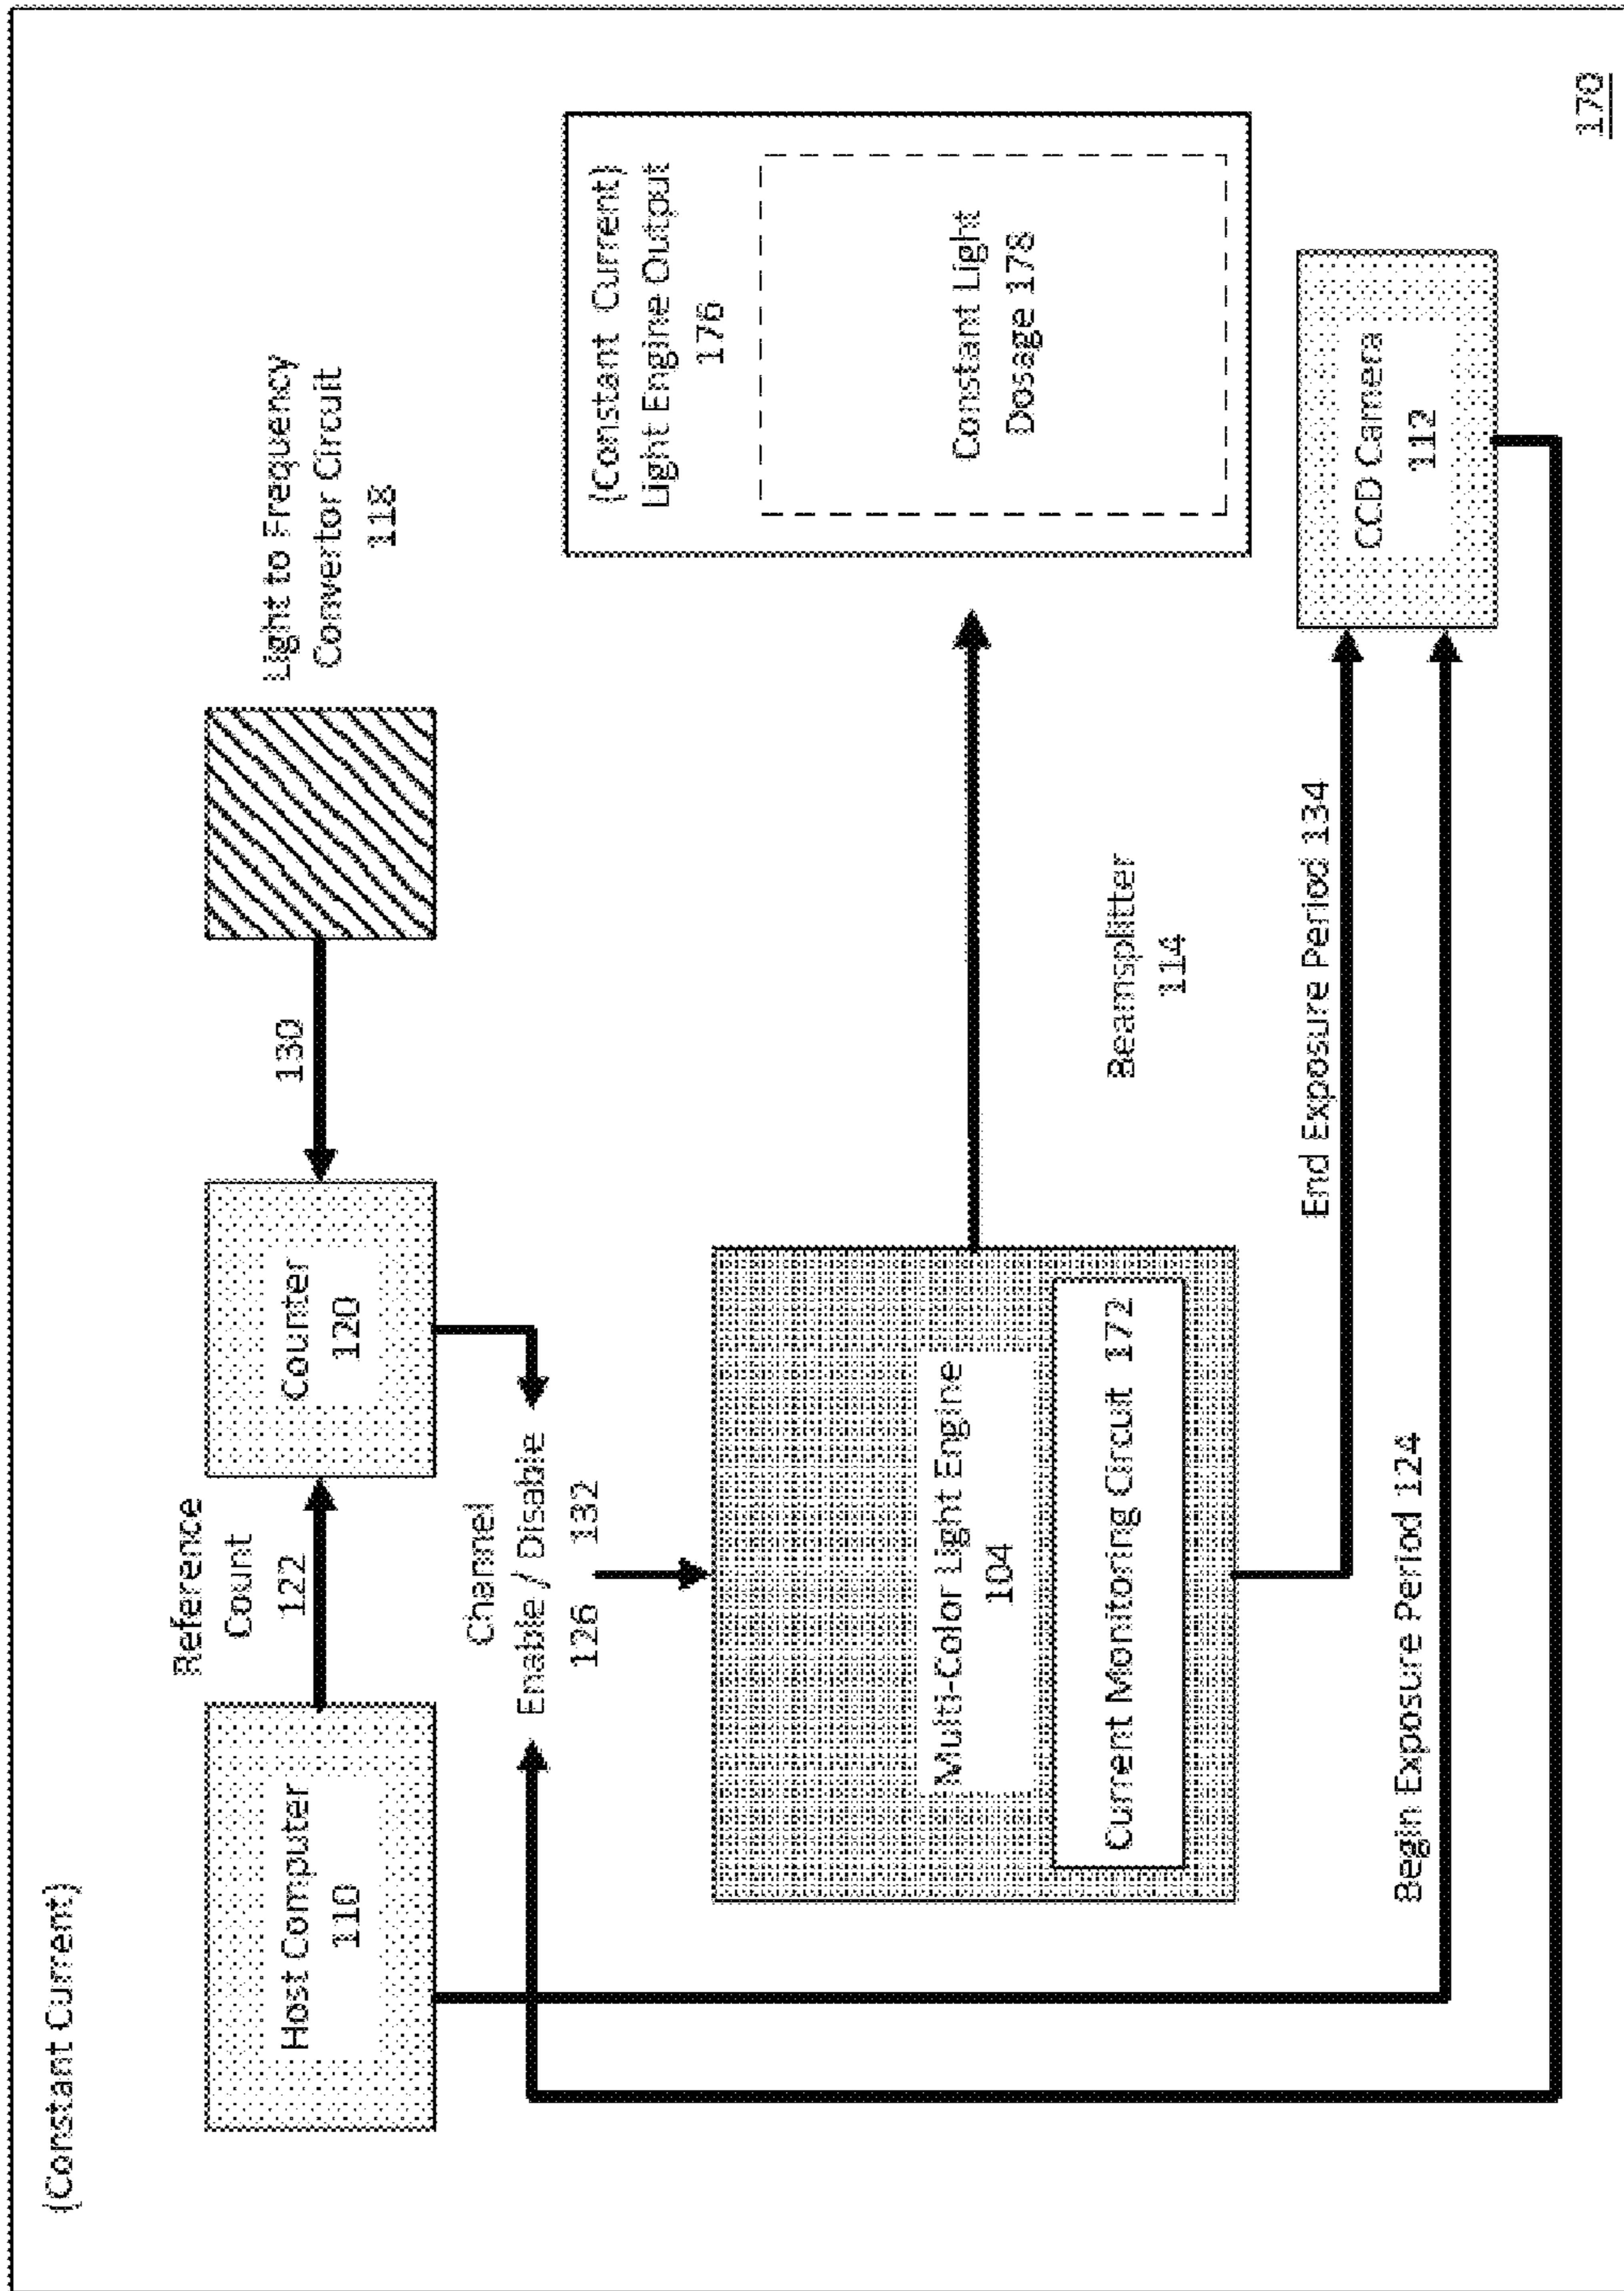 (Constant Current)
Host Computer
110
Reference
Count
122
Counter
120
130
Light to Frequency
Convertor Circuit
118
Channel
Enable / Disable
126 132
Multi-Color Light Engine
104
Current Monitoring Circuit 172
(Constant Current)
Light Engine Output
176
Constant Light
Dosage 178
Beamsplitter
114
End Exposure Period 134
Begin Exposure Period 124
CCD Camera
112
170